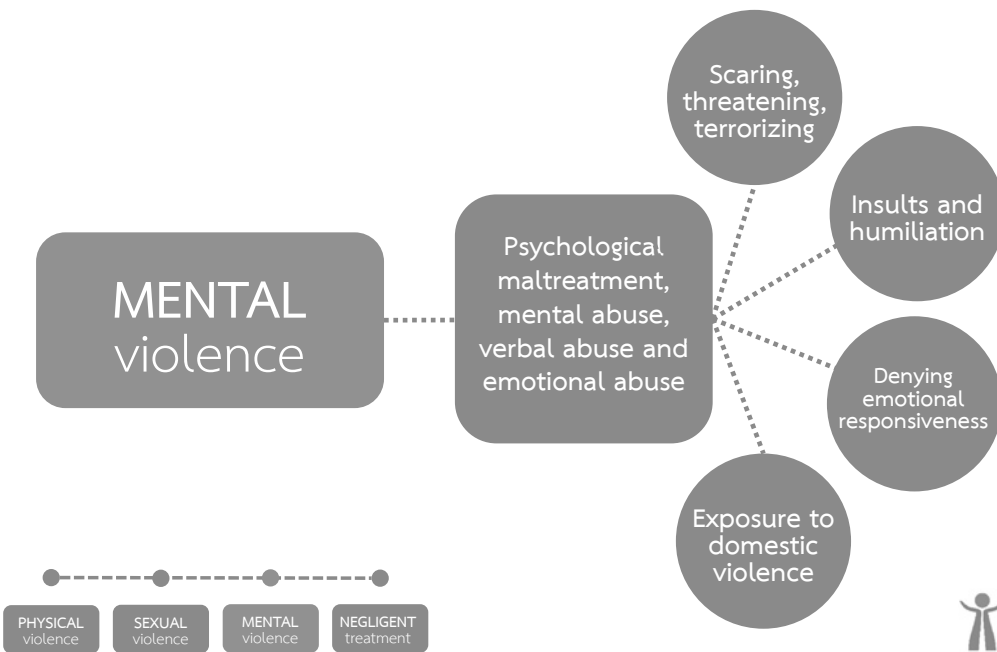 MENTAL
violence
Psychological
maltreatment,
mental abuse,
verbal abuse and
emotional abuse
Scaring,
threatening,
terrorizing
Insults and
humiliation
Denying
emotional
responsiveness
Exposure to
domestic
violence
PHYSICAL
violence
SEXUAL
violence
MENTAL
violence
NEGLIGENT
treatment